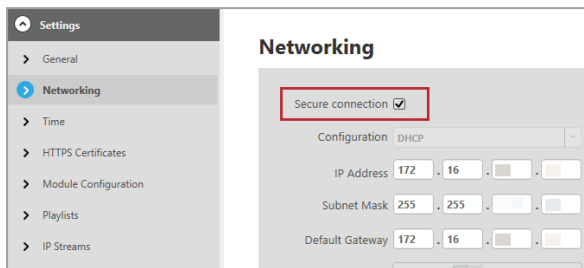 Settings
General
Networking
Time
HTTPS Certificates
Module Configuration
Playlists
IP Streams
Networking
Secure connection
Configuration DHCP
IP Address 172 . 16 . .
Subnet Mask 255 . 255 . .
Default Gateway 172 . 16 . .